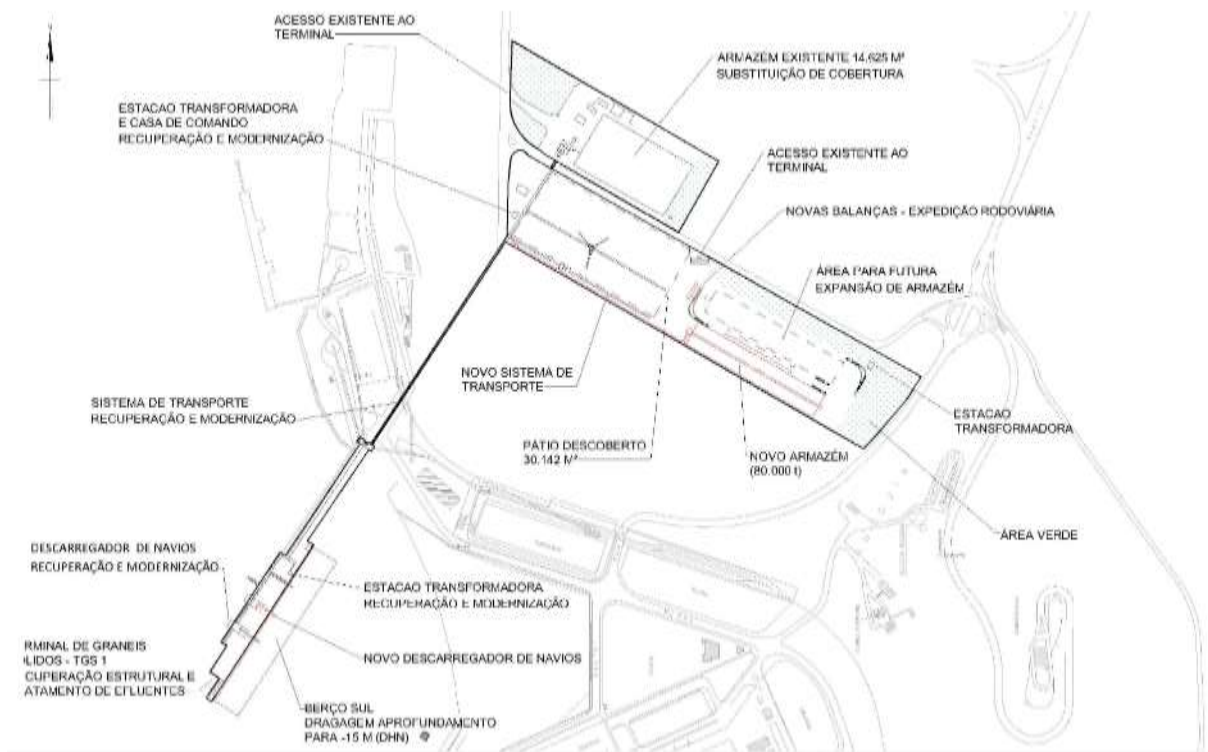 ACESSO EXISTENTE AO
TERMINAL
ARMAZÉM EXISTENTE 14.625 M²
SUBSTITUIÇÃO DE COBERTURA
ESTACAO TRANSFORMADORA
E CASA DE COMANDO
RECUPERAÇÃO E MODERNIZAÇÃO
ACESSO EXISTENTE AO
TERMINAL
NOVAS BALANÇAS - EXPEDIÇÃO RODOVIÁRIA
ÁREA PARA FUTURA
EXPANSÃO DE ARMAZÉM
NOVO SISTEMA DE
TRANSPORTE
SISTEMA DE TRANSPORTE
RECUPERAÇÃO E MODERNIZAÇÃO
ESTACAO
TRANSFORMADORA
PÁTIO DESCOBERTO
30.142 M²
NOVO ARMAZÉM
(80.000 t)
ÁREA VERDE
DESCARREGADOR DE NAVIOS
RECUPERAÇÃO E MODERNIZAÇÃO
ESTACAO TRANSFORMADORA
RECUPERAÇÃO E MODERNIZAÇÃO
RMINAL DE GRANEIS
LIDOS - TGS 1
CUPERAÇÃO ESTRUTURAL E
ATAMENTO DE EFLUENTES
NOVO DESCARREGADOR DE NAVIOS
BERÇO SUL
DRAGAGEM APROFUNDAMENTO
PARA -15 M (DHN)